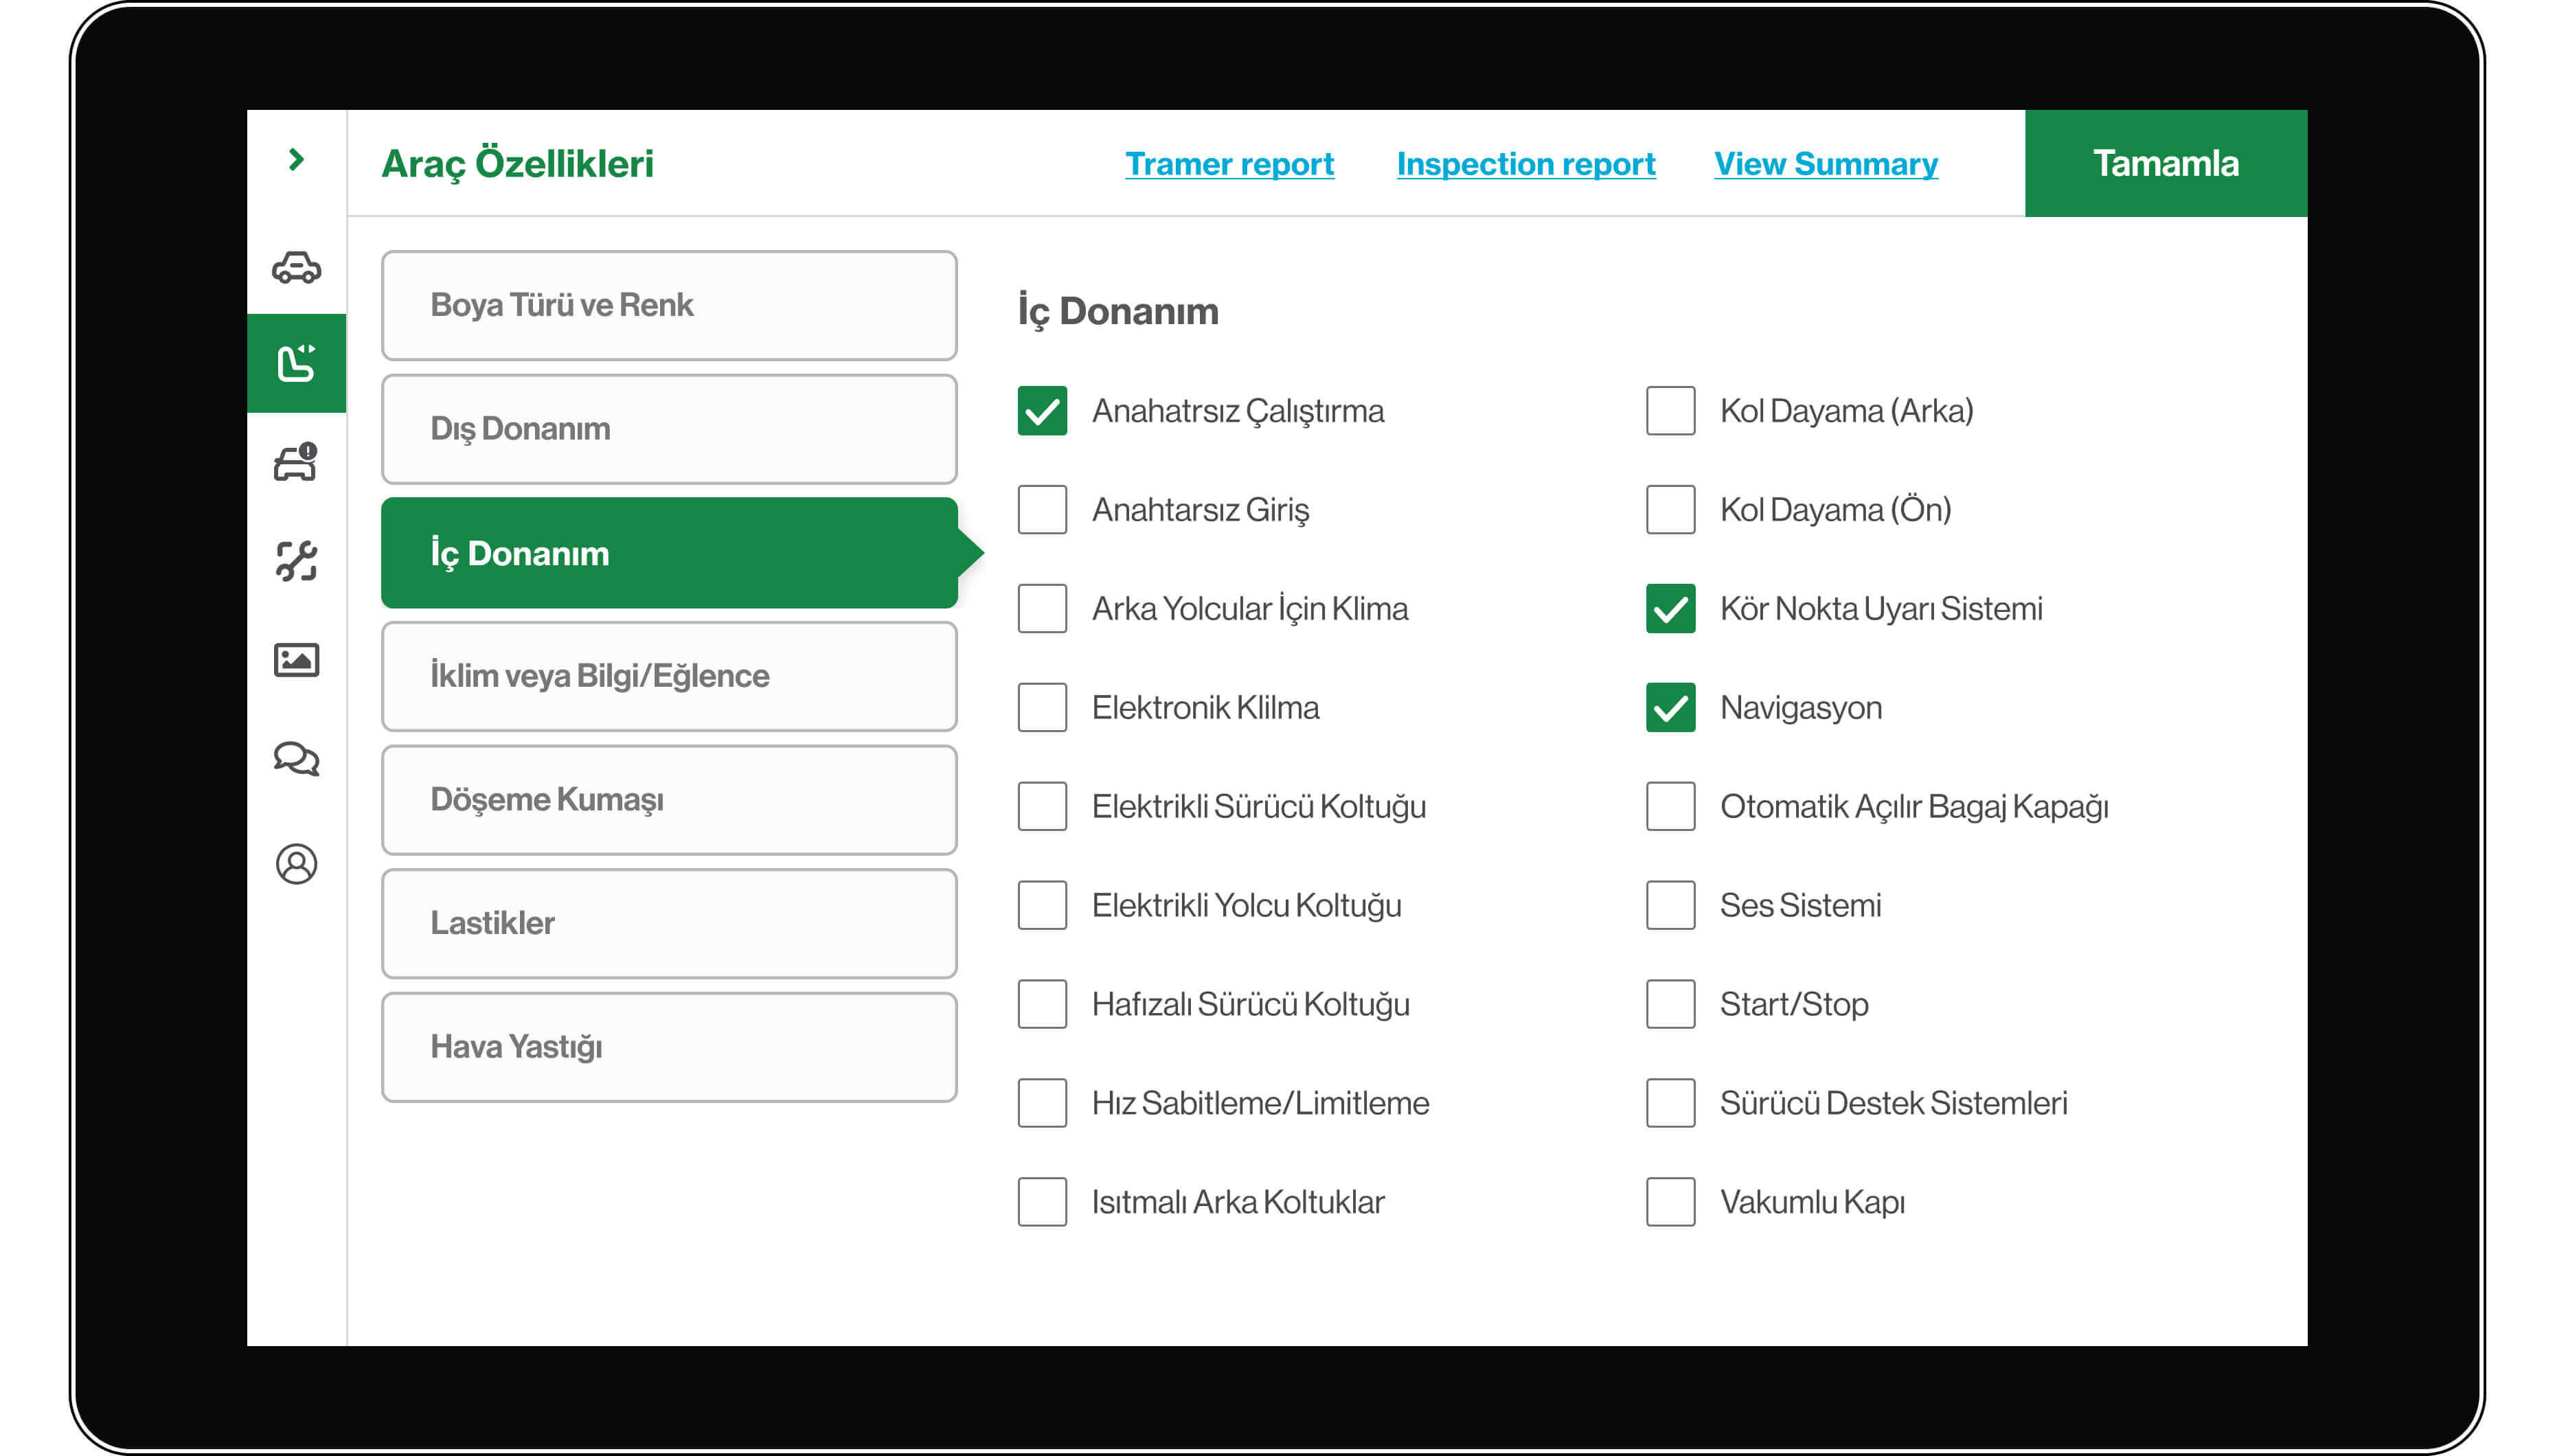 Araç Özellikleri
Tramer report
Inspection report
View Summary
Tamamla
Boya Türü ve Renk
Dış Donanım
İç Donanım
İklim veya Bilgi/Eğlence
Döşeme Kumaşı
Lastikler
Hava Yastığı
İç Donanım
Anahatrsız Çalıştırma
Anahtarsız Giriş
Arka Yolcular İçin Klima
Elektronik Klilma
Elektrikli Sürücü Koltuğu
Elektrikli Yolcu Koltuğu
Hafızalı Sürücü Koltuğu
Hız Sabitleme/Limitleme
Isıtmalı Arka Koltuklar
Kol Dayama (Arka)
Kol Dayama (Ön)
Kör Nokta Uyarı Sistemi
Navigasyon
Otomatik Açılır Bagaj Kapağı
Ses Sistemi
Start/Stop
Sürücü Destek Sistemleri
Vakumlu Kapı